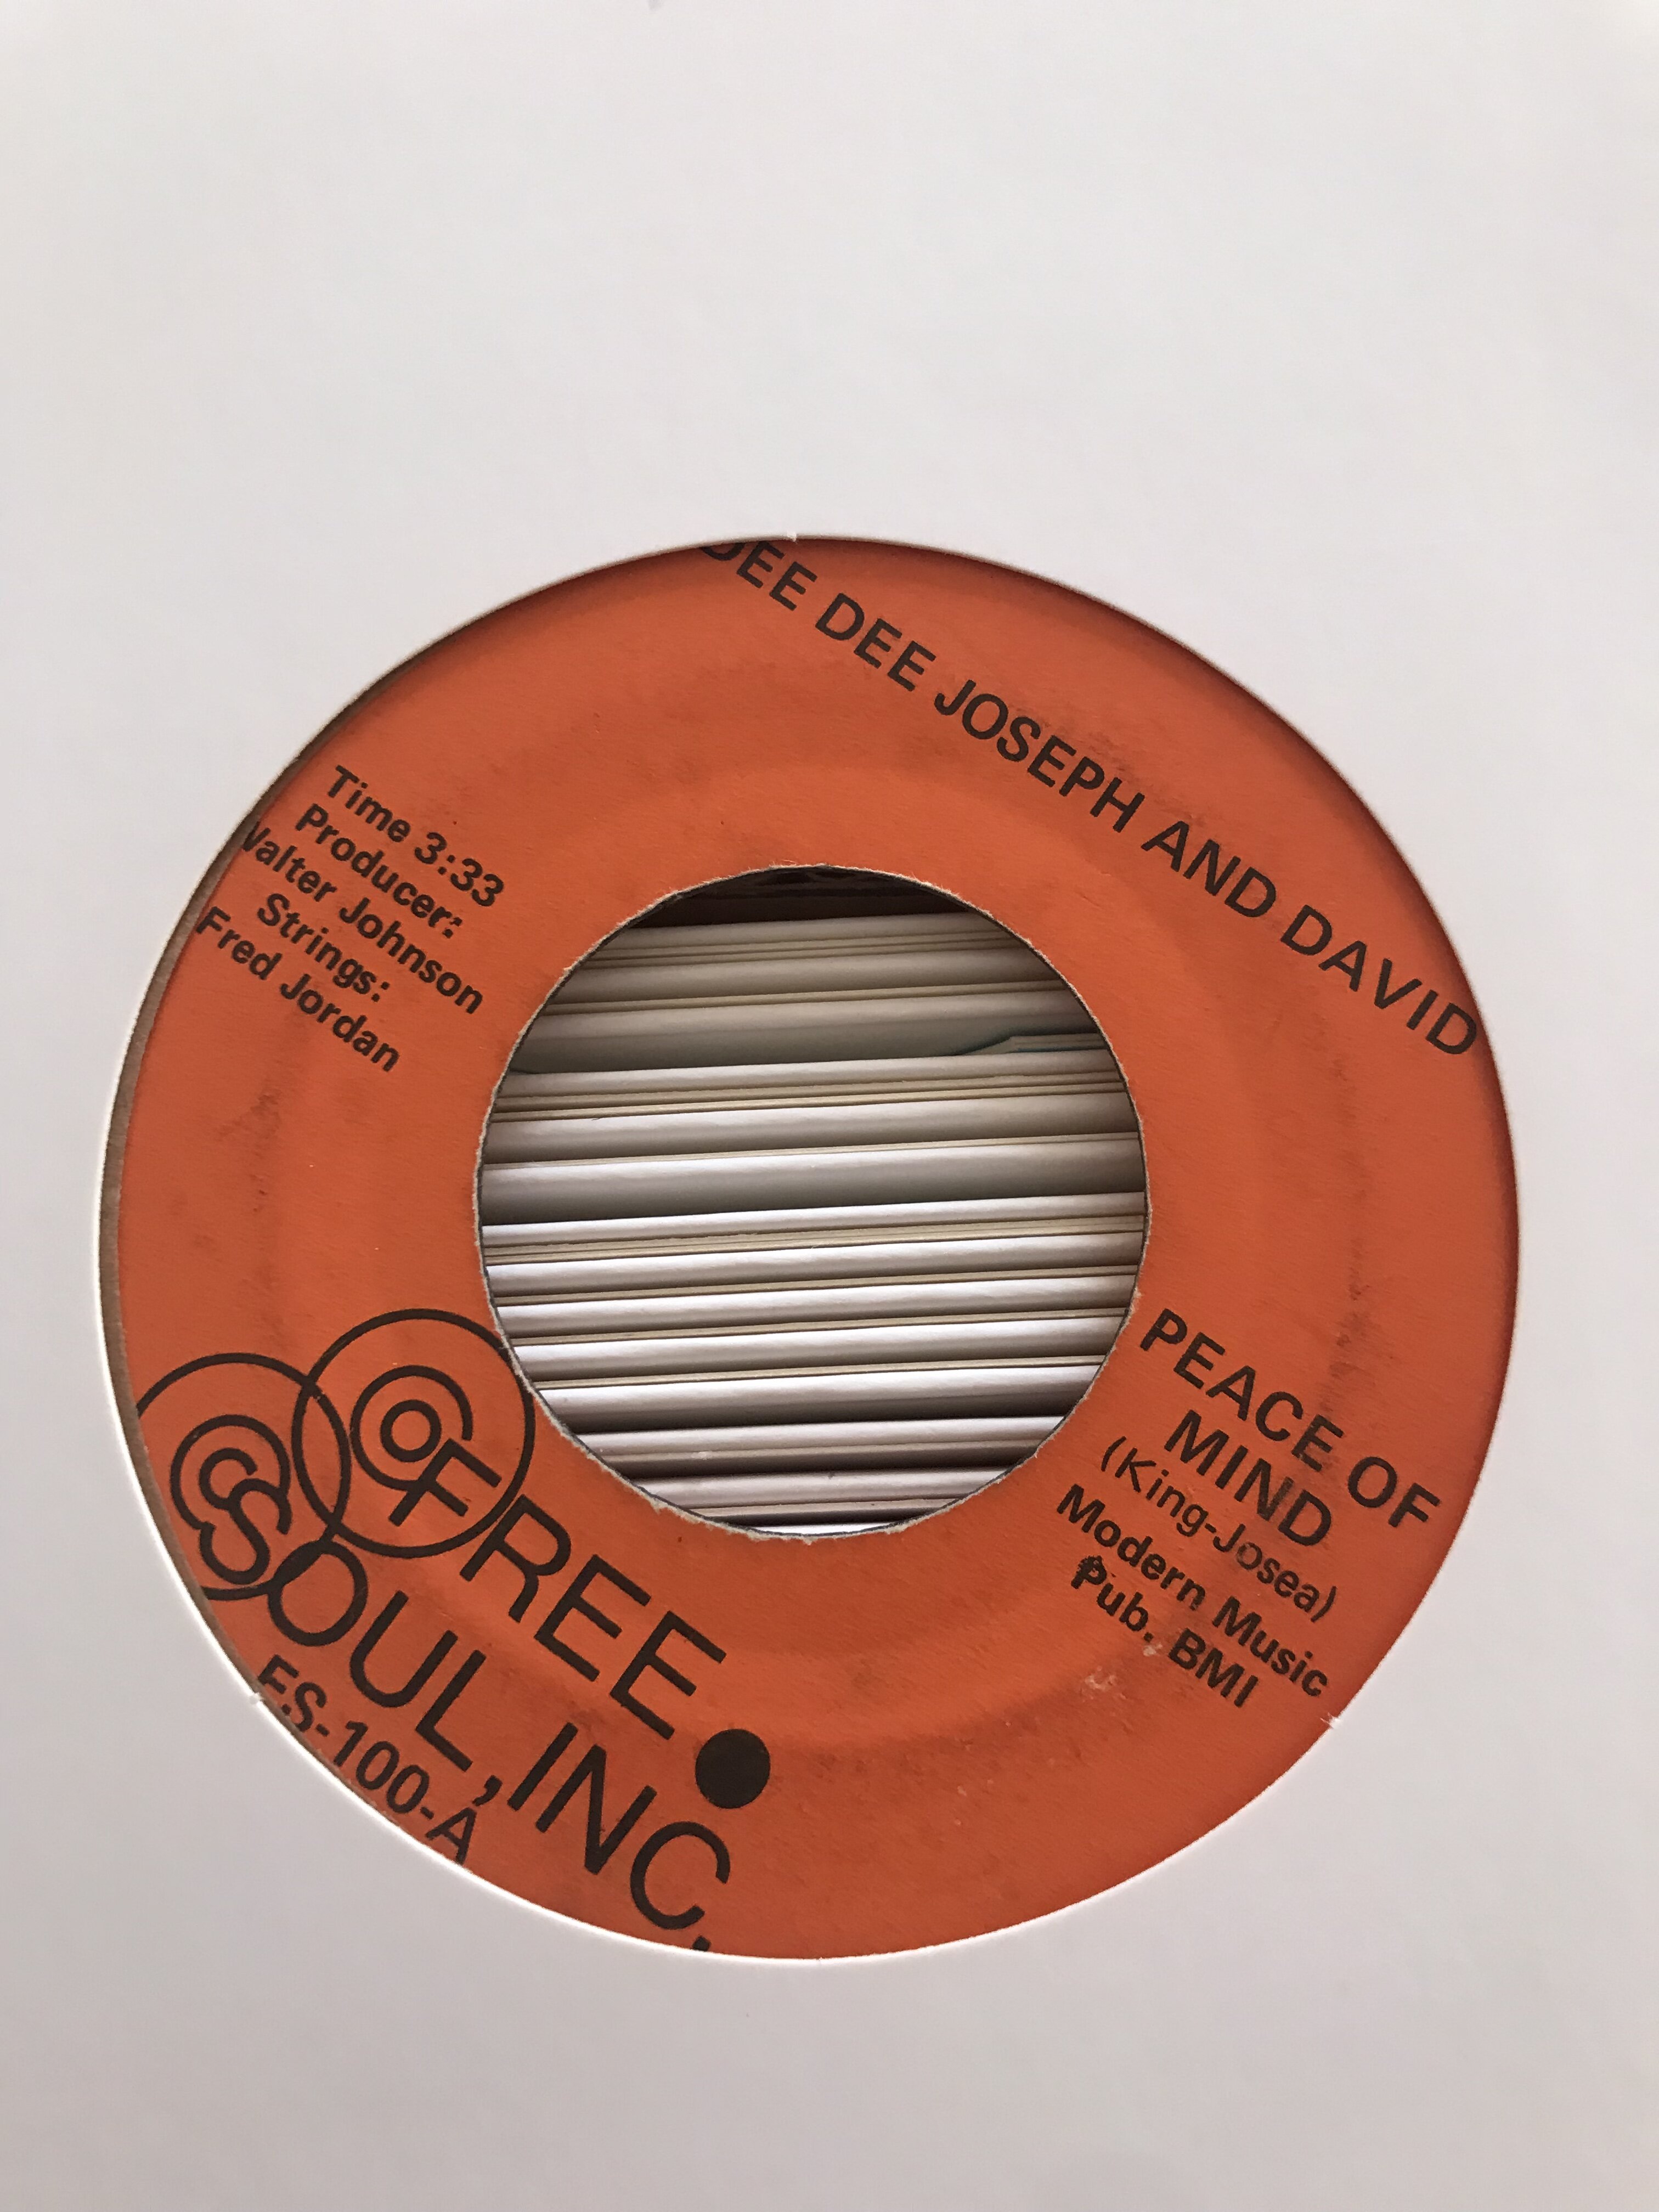 DEE DEE JOSEPH AND DAVID
Time 3:33
Producer:
Walter Johnson
Strings:
Fred Jordan
PEACE OF
MIND
(King-Josea)
Modern Music
Pub. BMI
FREE
SOUL, INC.
FS-100-A